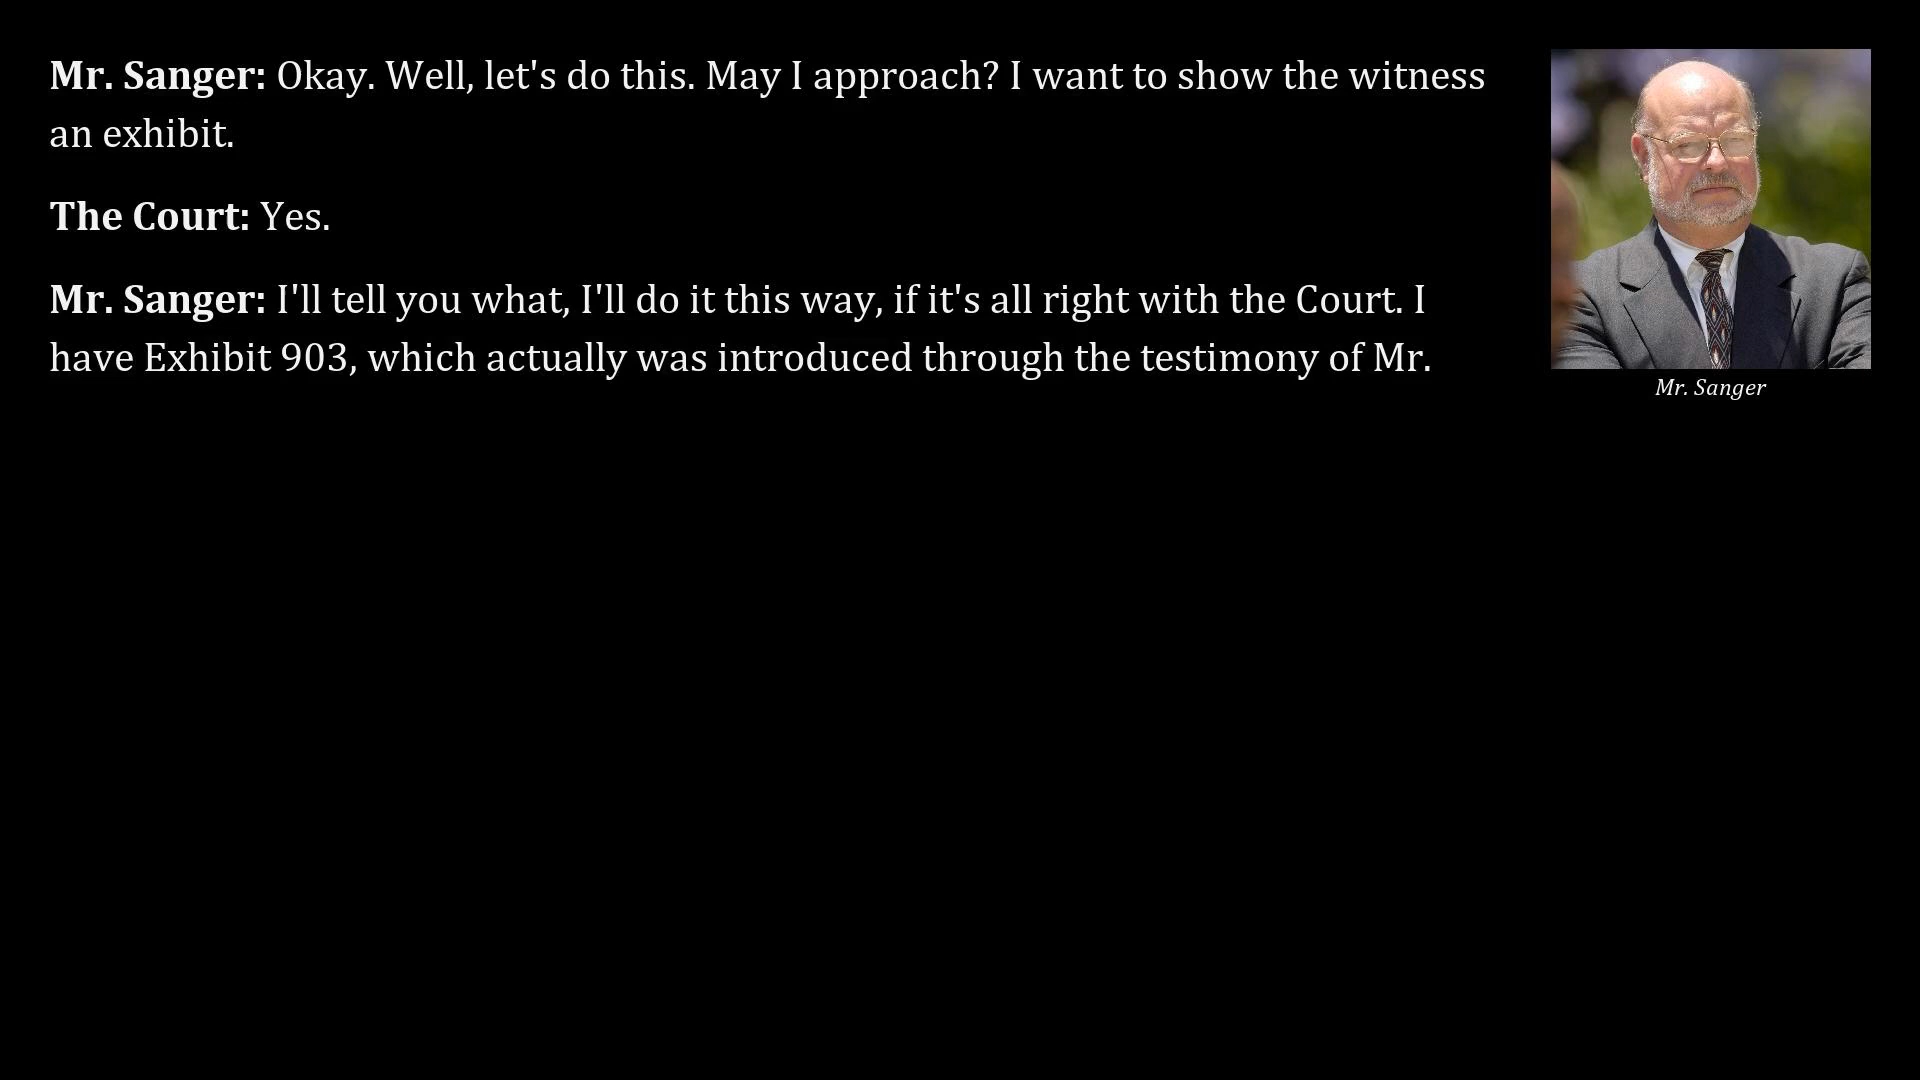 Mr. Sanger: Okay. Well, let's do this. May I approach? I want to show the witness
an exhibit.
The Court: Yes.
Mr. Sanger: I'll tell you what, I'll do it this way, if it's all right with the Court. I
have Exhibit 903, which actually was introduced through the testimony of Mr.
Mr. Sanger